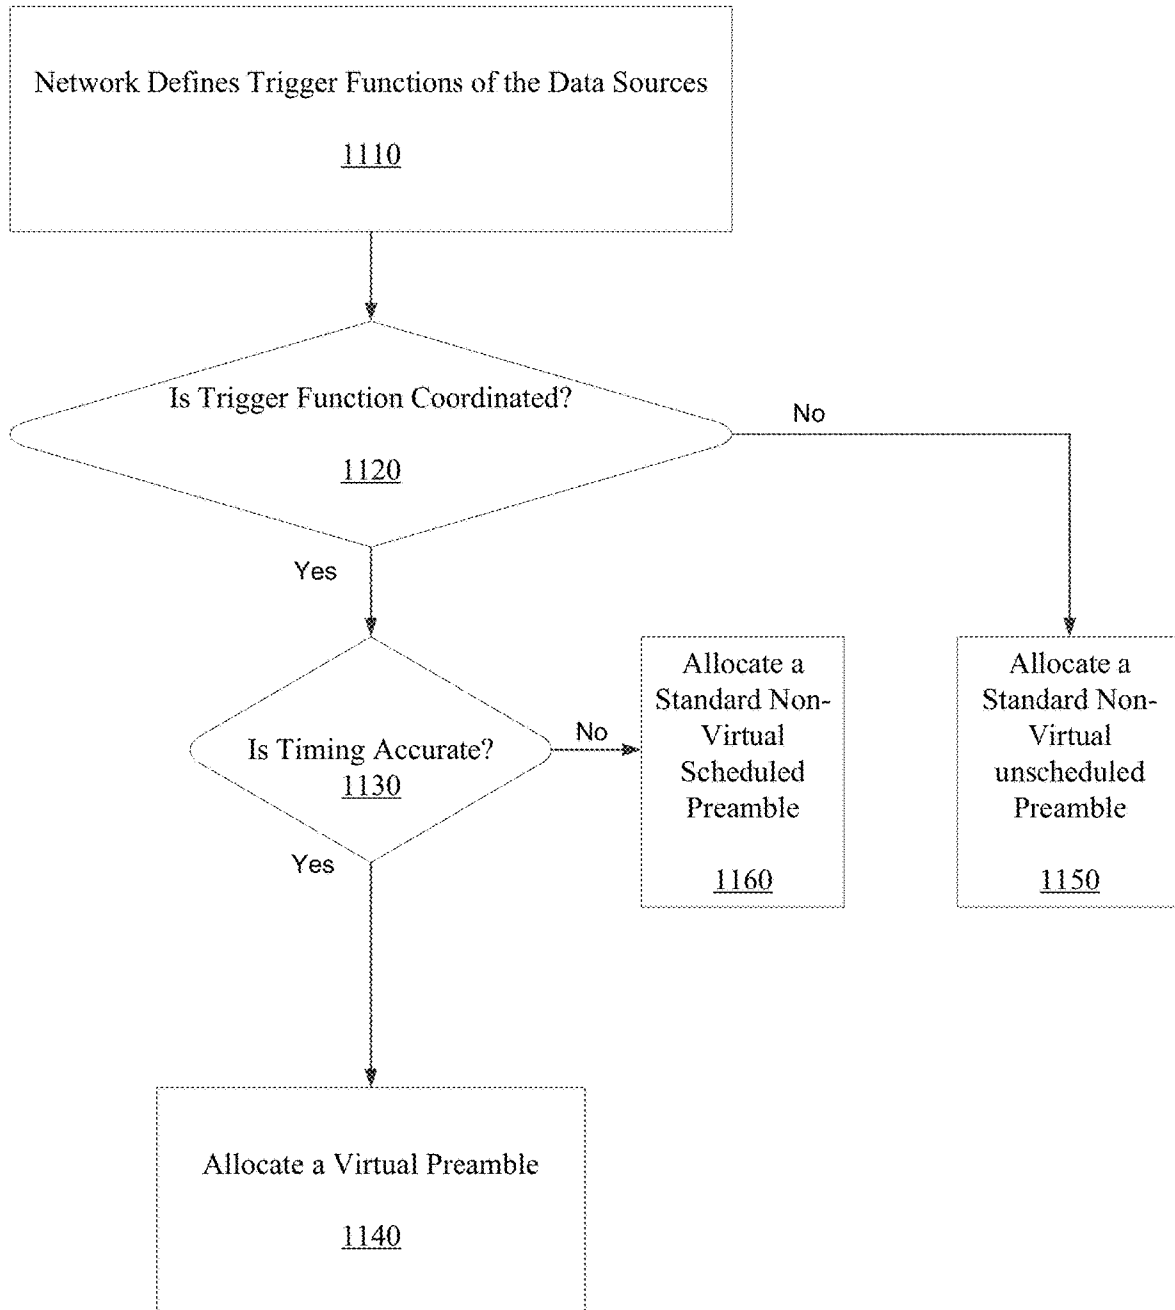 Network Defines Trigger Functions of the Data Sources
1110
Is Trigger Function Coordinated?
1120
No
Yes
Is Timing Accurate?
1130
No
Yes
Allocate a
Standard Non-
Virtual
Scheduled
Preamble
1160
Allocate a
Standard Non-
Virtual
unscheduled
Preamble
1150
Allocate a Virtual Preamble
1140